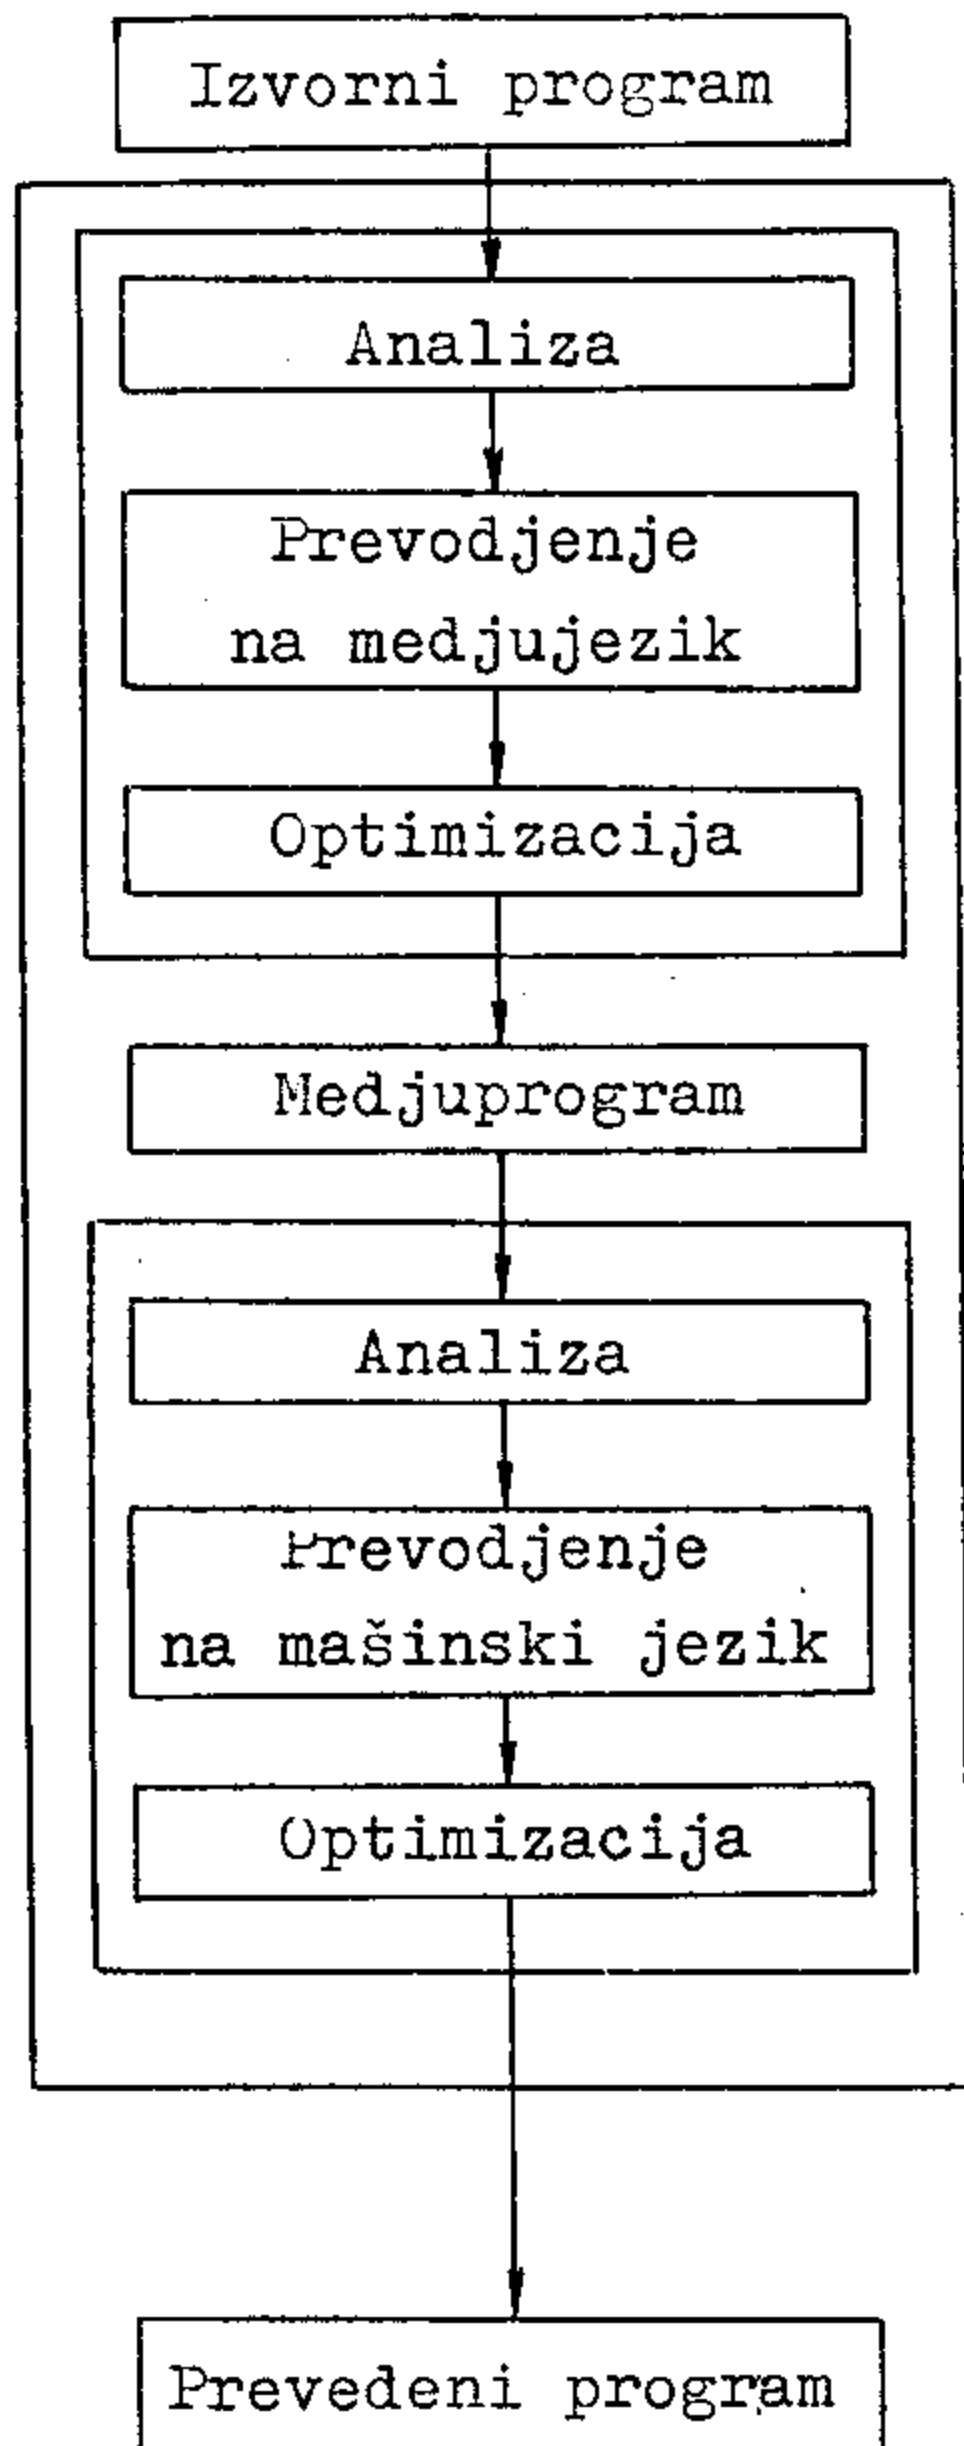 Izvorni program
Analiza
Prevodjenje
na medjujezik
Optimizacija
Medjuprogram
Analiza
Prevodjenje
na mašinski jezik
Optimizacija
Prevedeni program